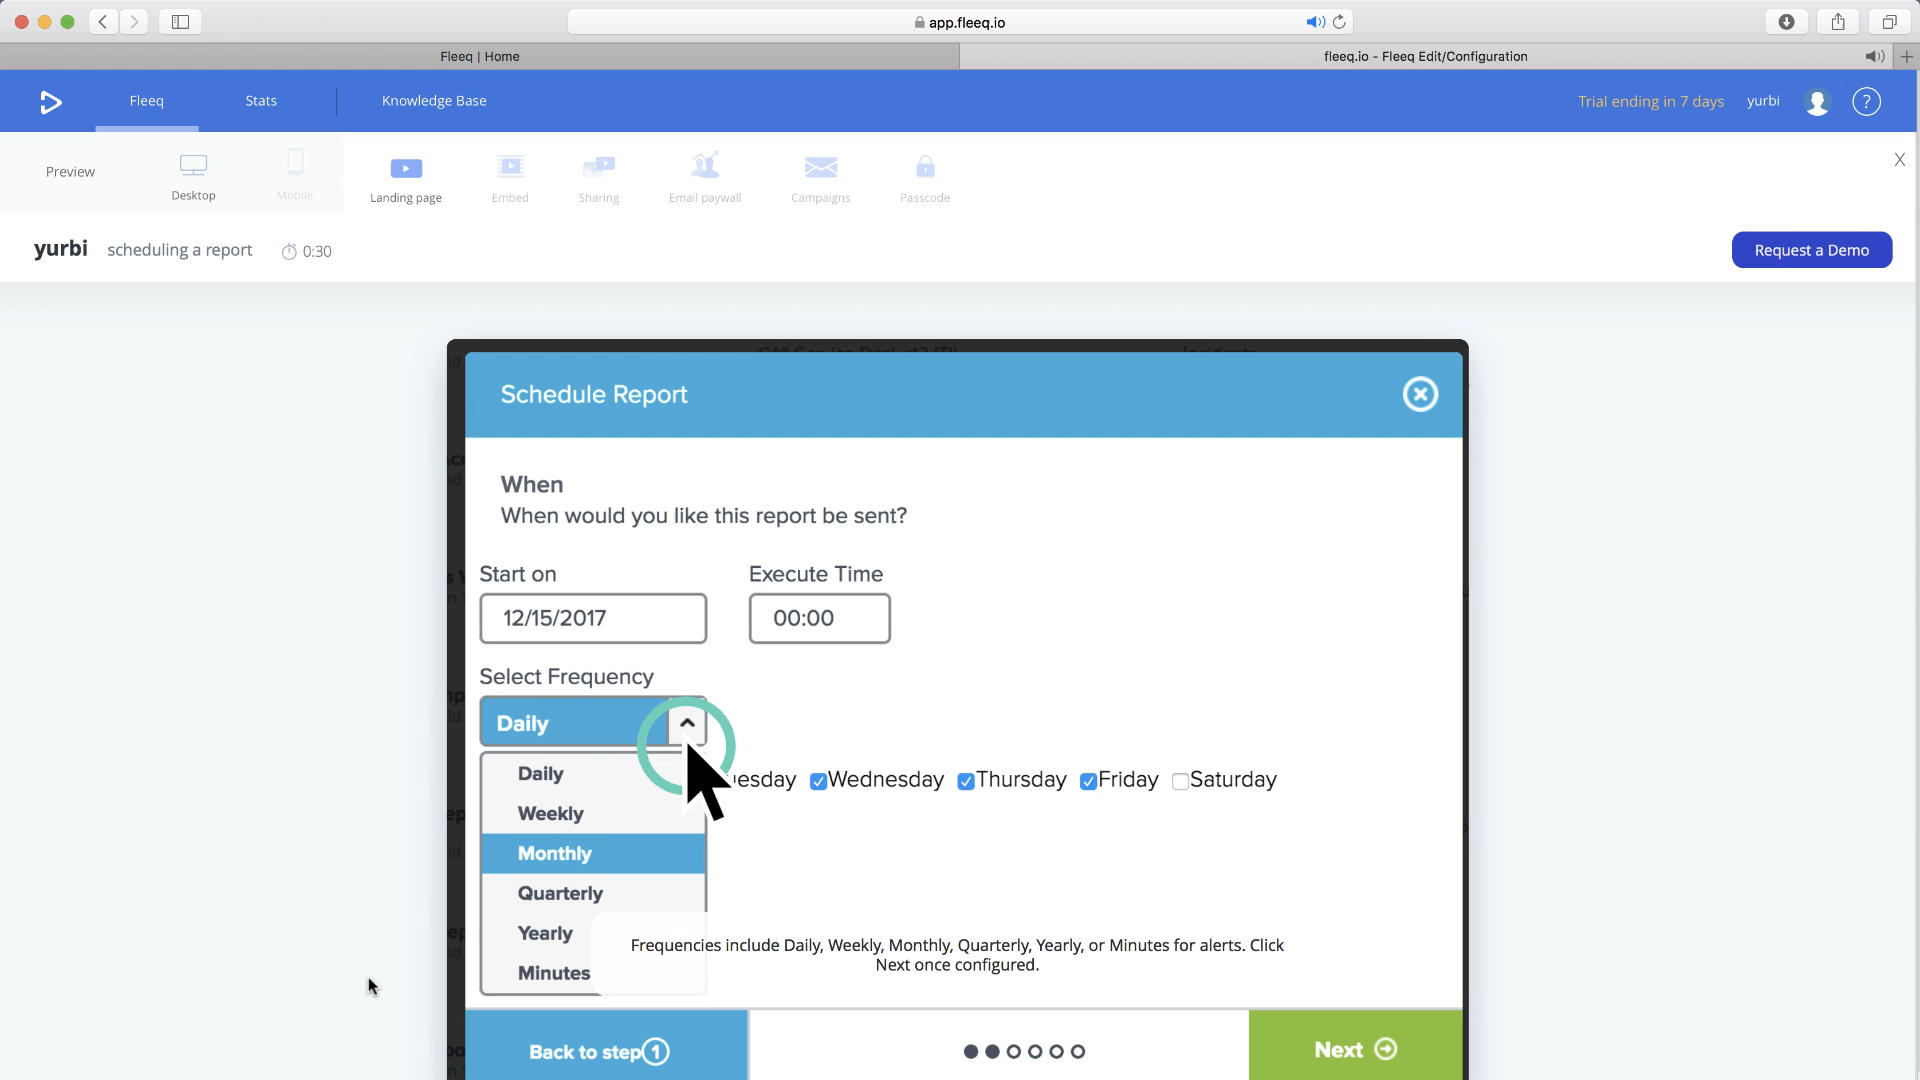 app.fleeq.io
Fleeq | Home
fleeq.io - Fleeq Edit/Configuration
Fleeq
Stats
Knowledge Base
Trial ending in 7 days
yurbi
?
Preview
Desktop
Mobile
Landing page
Embed
Sharing
Email paywall
Campaigns
Passcode
X
yurbi scheduling a report 0:30
Request a Demo
Schedule Report
When
When would you like this report be sent?
Start on
Execute Time
12/15/2017
00:00
Select Frequency
Daily
Daily
Weekly
Monthly
Quarterly
Yearly
Minutes
esday Wednesday Thursday Friday Saturday
Frequencies include Daily, Weekly, Monthly, Quarterly, Yearly, or Minutes for alerts. Click
Next once configured.
Back to step 1
Next